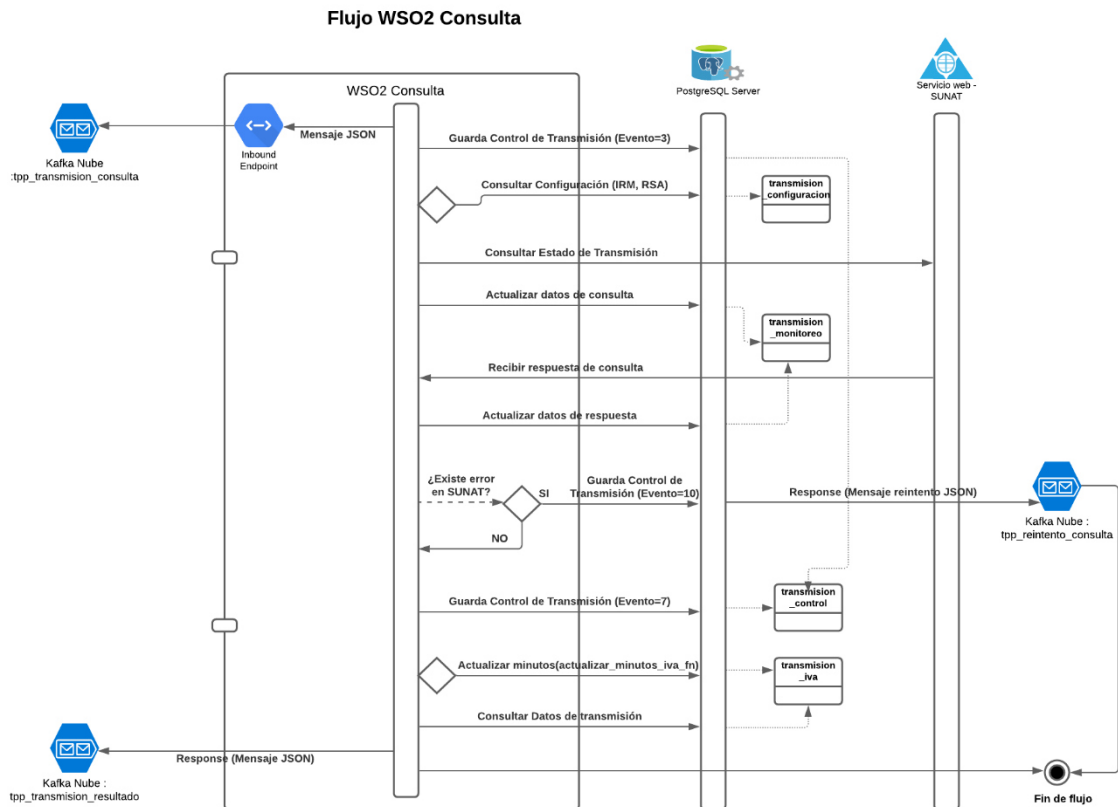 Flujo WSO2 Consulta
WSO2 Consulta
PostgreSQL Server
Servicio web -
SUNAT
Kafka Nube
:tpp_transmision_consulta
Inbound
Endpoint
Mensaje JSON
Guarda Control de Transmisión (Evento=3)
Consultar Configuración (IRM, RSA)
transmision
_configuracion
Consultar Estado de Transmisión
Actualizar datos de consulta
transmision
_monitoreo
Recibir respuesta de consulta
Actualizar datos de respuesta
¿Existe error
en SUNAT?
SI
Guarda Control de
Transmisión (Evento=10)
Response (Mensaje reintento JSON)
Kafka Nube :
tpp_reintento_consulta
NO
Guarda Control de Transmisión (Evento=7)
transmision
_control
Actualizar minutos(actualizar_minutos_iva_fn)
transmision
_iva
Consultar Datos de transmisión
Response (Mensaje JSON)
Kafka Nube :
tpp_transmision_resultado
Fin de flujo